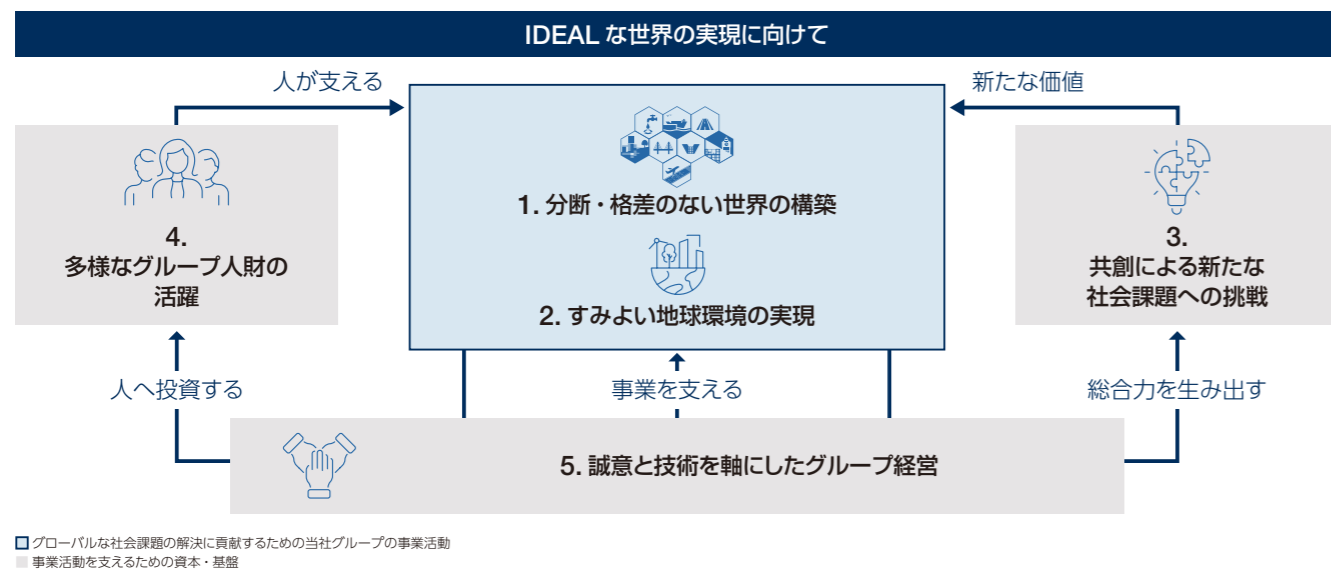 IDEAL な世界の実現に向けて
人が支える
新たな価値
1. 分断・格差のない世界の構築
2. すみよい地球環境の実現
4.
多様なグループ人財の
活躍
3.
共創による新たな
社会課題への挑戦
人へ投資する
事業を支える
総合力を生み出す
5. 誠意と技術を軸にしたグループ経営
グローバルな社会課題の解決に貢献するための当社グループの事業活動
事業活動を支えるための資本・基盤